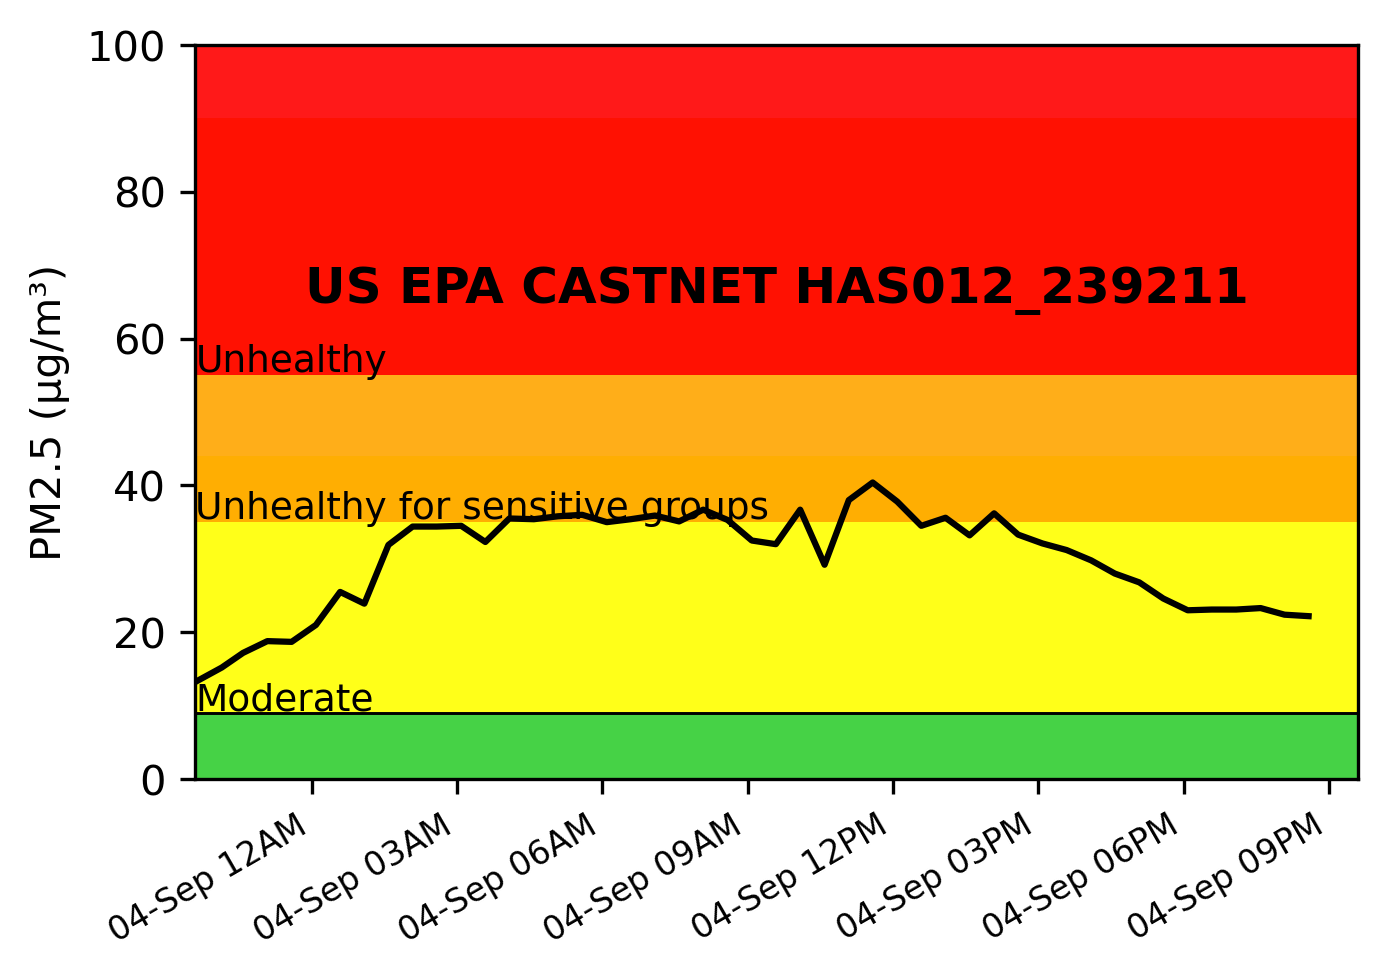 100
80
60
40
20
0
PM2.5 (µg/m³)
US EPA CASTNET HAS012_239211
Unhealthy
Unhealthy for sensitive groups
Moderate
04-Sep 12AM
04-Sep 03AM
04-Sep 06AM
04-Sep 09AM
04-Sep 12PM
04-Sep 03PM
04-Sep 06PM
04-Sep 09PM